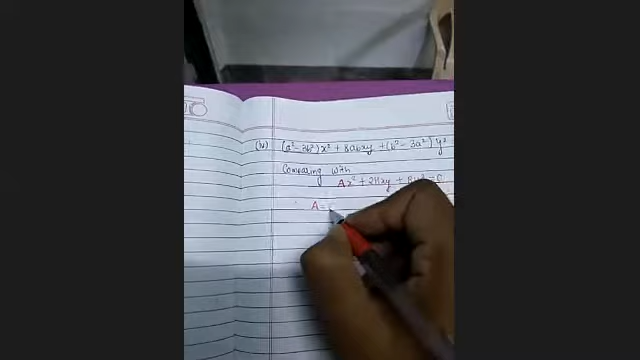 (iv) (a² - 3b²)x² + 8abxy + (b² - 3a²)y² =
Comparing with
Ax² + 2Hxy + By² = 0
A =